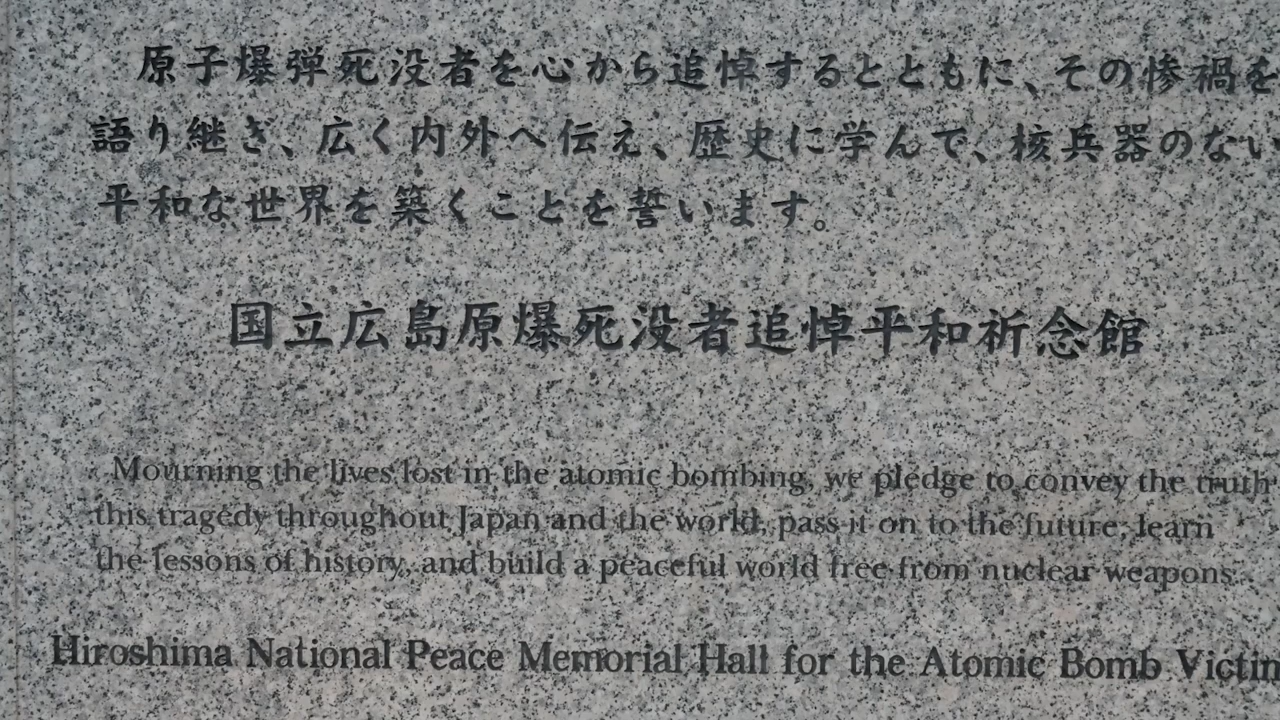 原子爆弾死没者を心から追悼するとともに、その惨禍を
語り継ぎ、広く内外へ伝え、歴史に学んで、核兵器のない
平和な世界を築くことを誓います。
国立広島原爆死没者追悼平和祈念館
Mourning the lives lost in the atomic bombing, we pledge to convey the truth
this tragedy throughout Japan and the world, pass it on to the future, learn
the lessons of history, and build a peaceful world free from nuclear weapons.
Hiroshima National Peace Memorial Hall for the Atomic Bomb Victim